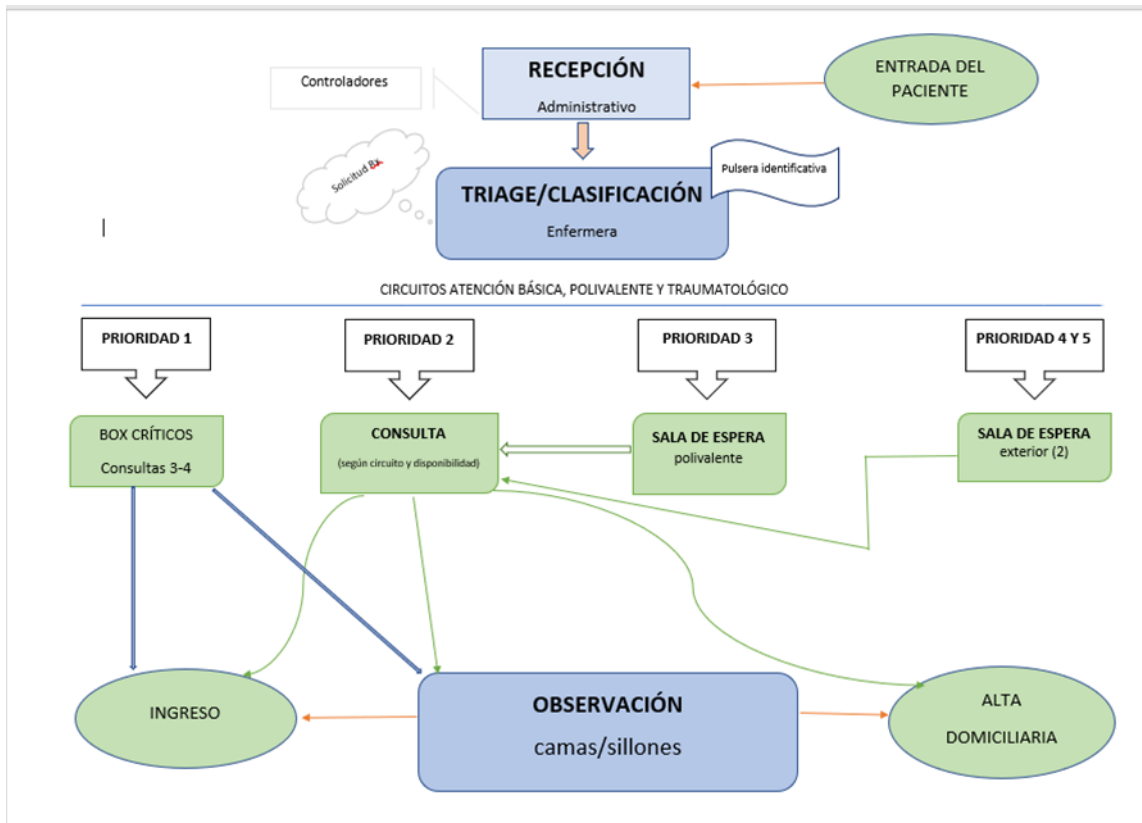 RECEPCIÓN
Administrativo
Controladores
ENTRADA DEL
PACIENTE
Solicitud Rx.
Pulsera identificativa
TRIAGE/CLASIFICACIÓN
Enfermera
CIRCUITOS ATENCIÓN BÁSICA, POLIVALENTE Y TRAUMATOLÓGICO
PRIORIDAD 1
PRIORIDAD 2
PRIORIDAD 3
PRIORIDAD 4 Y 5
BOX CRÍTICOS
Consultas 3-4
CONSULTA
(según circuito y disponibilidad)
SALA DE ESPERA
polivalente
SALA DE ESPERA
exterior (2)
INGRESO
OBSERVACIÓN
camas/sillones
ALTA
DOMICILIARIA